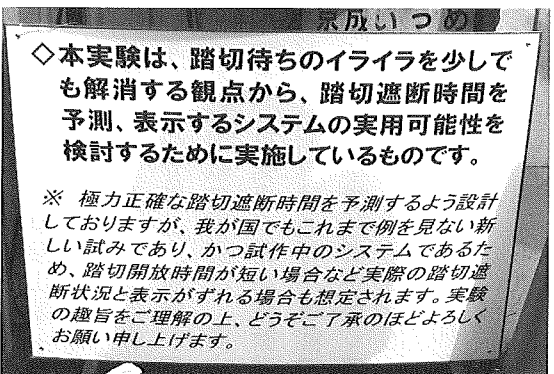 京成いつめ
◇本実験は、踏切待ちのイライラを少しで
も解消する観点から、踏切遮断時間を
予測、表示するシステムの実用可能性を
検討するために実施しているものです。
※ 極力正確な踏切遮断時間を予測するよう設計
しておりますが、我が国でもこれまで例を見ない新
しい試みであり、かつ試作中のシステムであるた
め、踏切開放時間が短い場合など実際の踏切遮
断状況と表示がずれる場合も想定されます。実験
の趣旨をご理解の上、どうぞご了承のほどよろしく
お願い申し上げます。